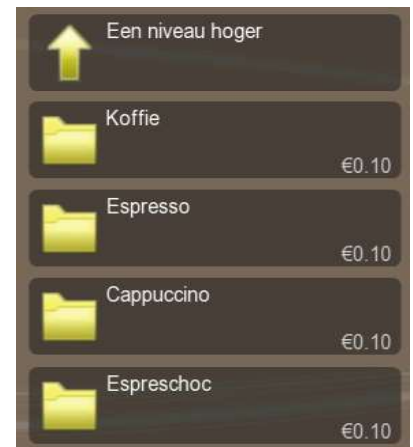 Een niveau hoger
Koffie
€0.10
Espresso
€0.10
Cappuccino
€0.10
Espreschoc
€0.10